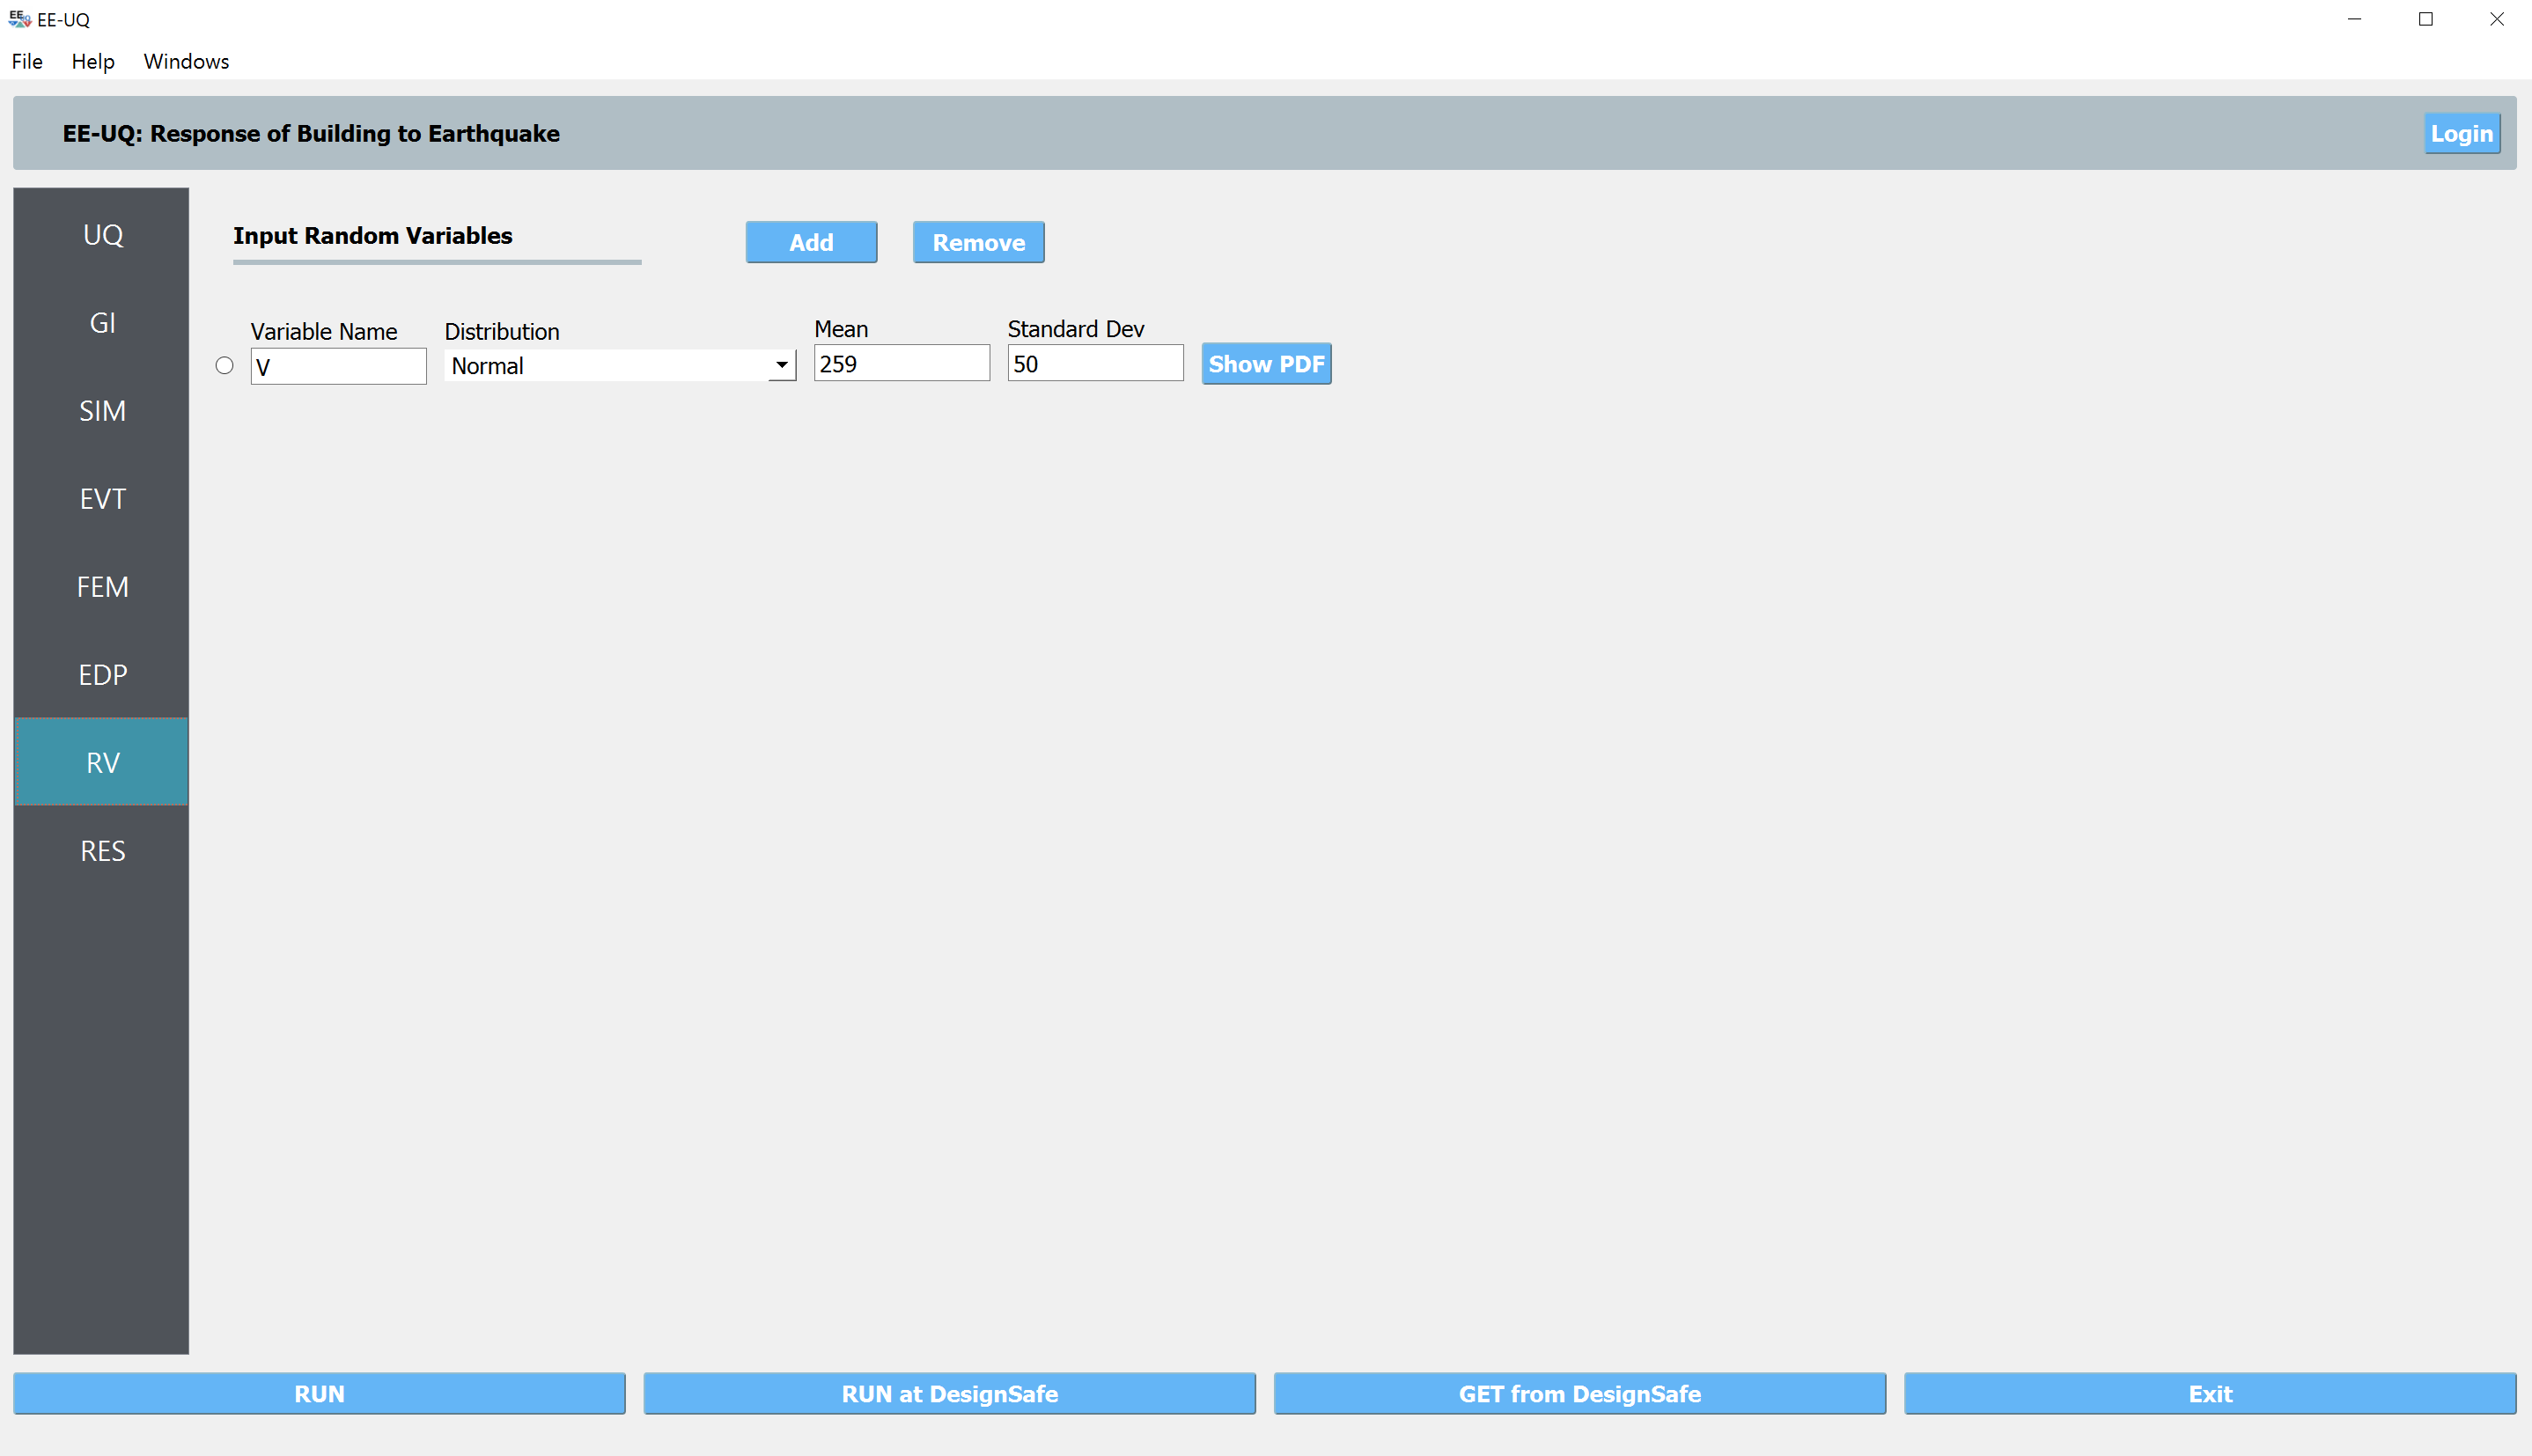 EE-UQ
File Help Windows
EE-UQ: Response of Building to Earthquake
Login
UQ
GI
SIM
EVT
FEM
EDP
RV
RES
Input Random Variables
Add
Remove
Variable Name Distribution Mean Standard Dev
V Normal 259 50 Show PDF
RUN
RUN at DesignSafe
GET from DesignSafe
Exit